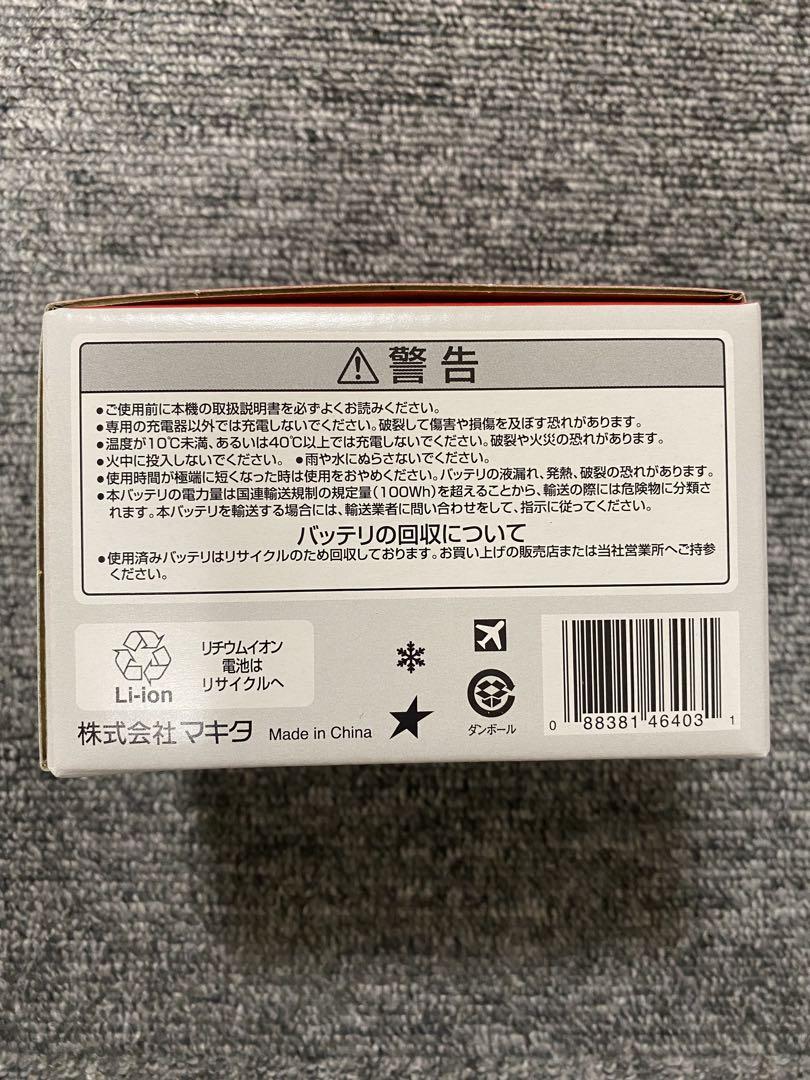 警告
●ご使用前に本機の取扱説明書を必ずよくお読みください。
●専用の充電器以外では充電しないでください。破裂して傷害や損傷を及ぼす恐れがあります。
●温度が10℃未満、あるいは40℃以上では充電しないでください。破裂や火災の恐れがあります。
●火中に投入しないでください。 ●雨や水にぬらさないでください。
●使用時間が極端に短くなった時は使用をおやめください。バッテリの液漏れ、発熱、破裂の恐れがあります。
●本バッテリの電力量は国連輸送規制の規定量(100Wh)を超えることから、輸送の際には危険物に分類さ
れます。本バッテリを輸送する場合には、輸送業者に問い合わせをして、指示に従ってください。
バッテリの回収について
●使用済みバッテリはリサイクルのため回収しております。お買い上げの販売店または当社営業所へご持参
ください。
Li-ion
リチウムイオン
電池は
リサイクルへ
株式会社マキタ Made in China
ダンボール
0 88381 46403 1